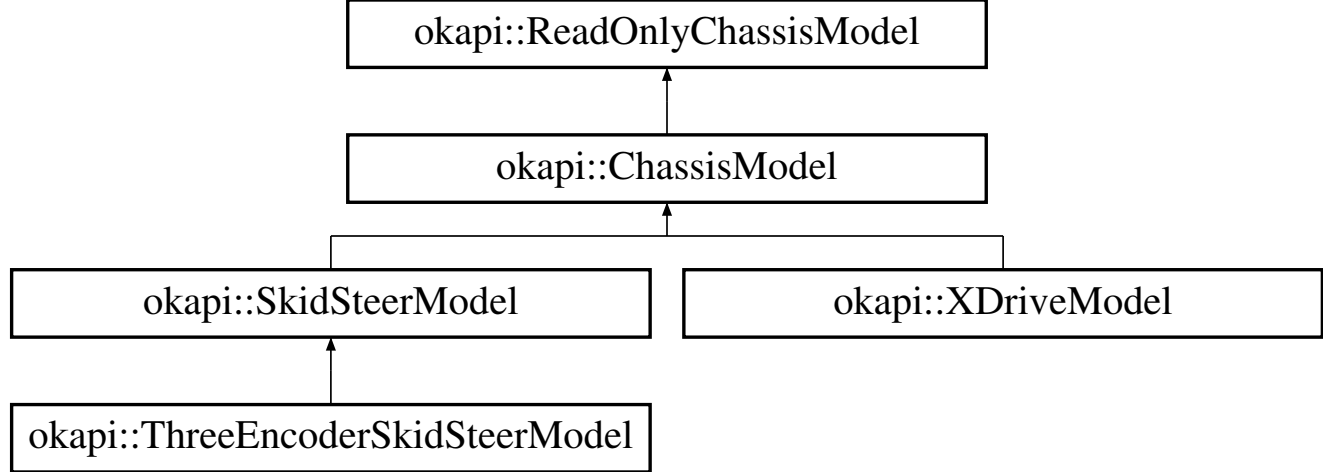 okapi::ReadOnlyChassisModel
okapi::ChassisModel
okapi::SkidSteerModel
okapi::XDriveModel
okapi::ThreeEncoderSkidSteerModel